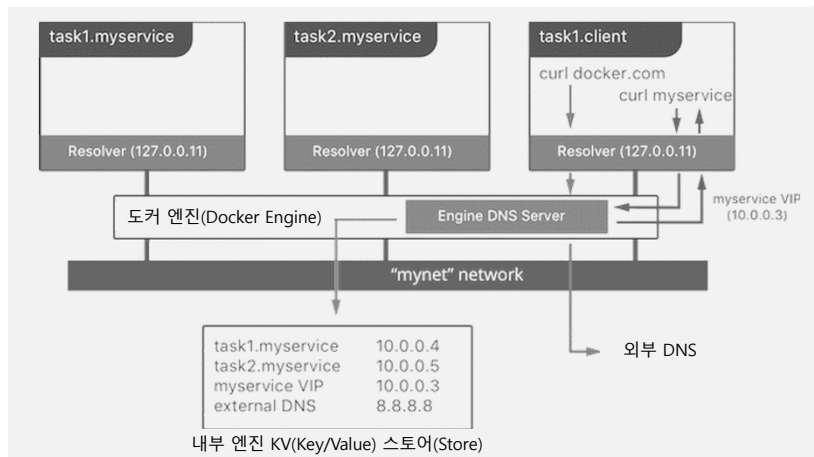 task1.myservice
task2.myservice
task1.client
curl docker.com
curl myservice
Resolver (127.0.0.11)
Resolver (127.0.0.11)
Resolver (127.0.0.11)
myservice VIP
(10.0.0.3)
도커 엔진(Docker Engine)
Engine DNS Server
“mynet” network
task1.myservice 10.0.0.4
task2.myservice 10.0.0.5
myservice VIP 10.0.0.3
external DNS 8.8.8.8
외부 DNS
내부 엔진 KV(Key/Value) 스토어(Store)